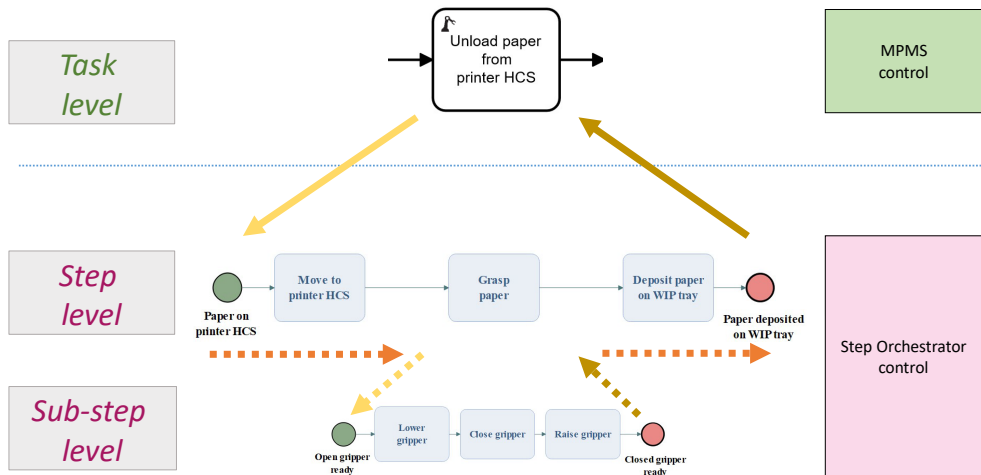 Task
level
Unload paper
from
printer HCS
MPMS
control
Step
level
Move to
printer HCS
Grasp
paper
Deposit paper
on WIP tray
Paper on
printer HCS
Paper deposited
on WIP tray
Step Orchestrator
control
Sub-step
level
Lower
gripper
Close gripper
Raise gripper
Open gripper
ready
Closed gripper
ready